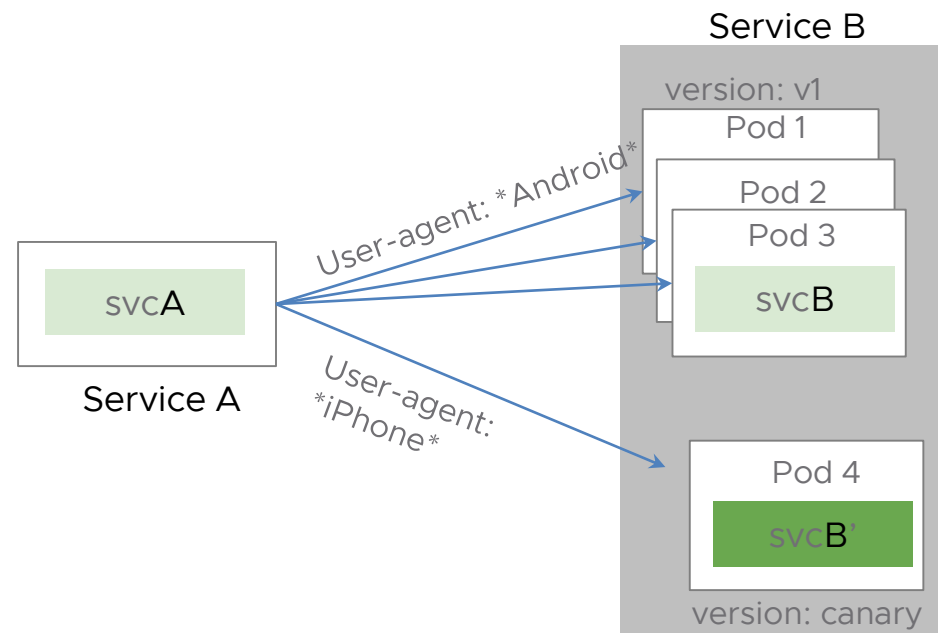 Service B
version: v1
Pod 1
User-agent: *Android*
Pod 2
Pod 3
svcA
svcB
Service A
User-agent:
*iPhone*
Pod 4
svcB’
version: canary